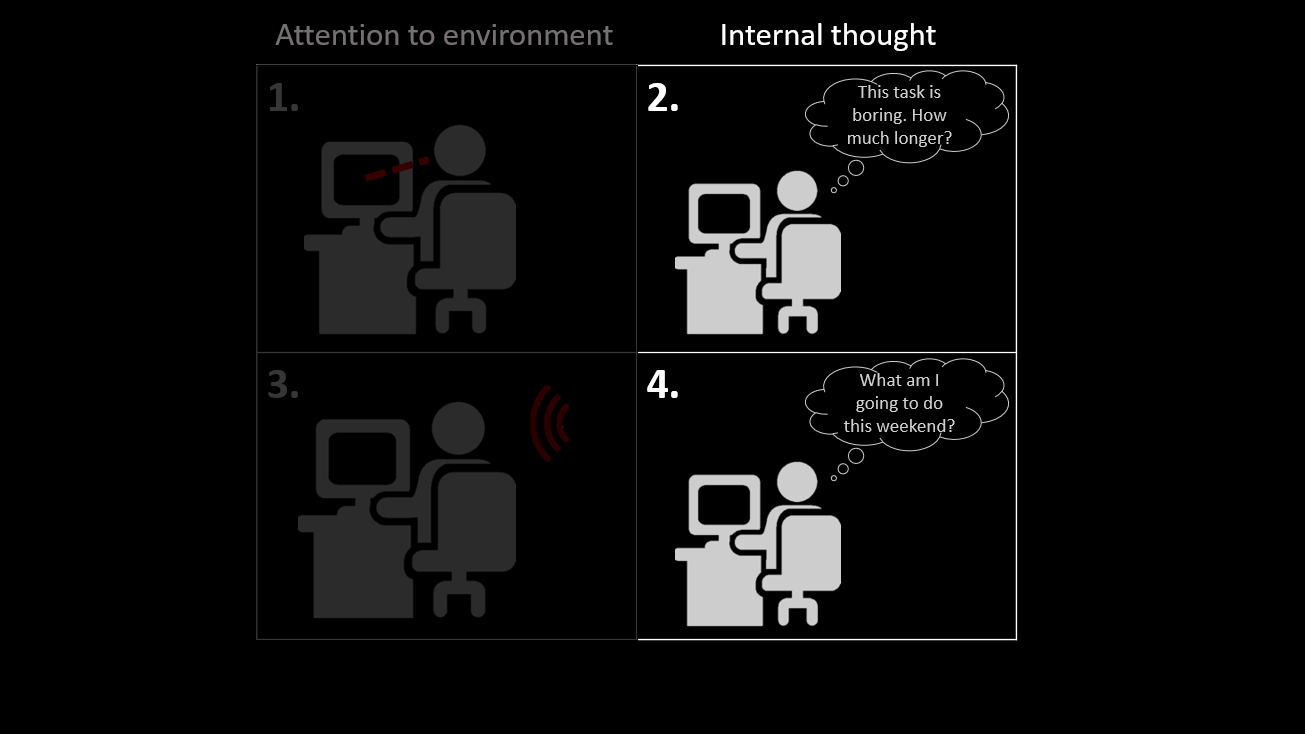 Attention to environment
Internal thought
1.
2.
This task is
boring. How
much longer?
3.
4.
What am I
going to do
this weekend?